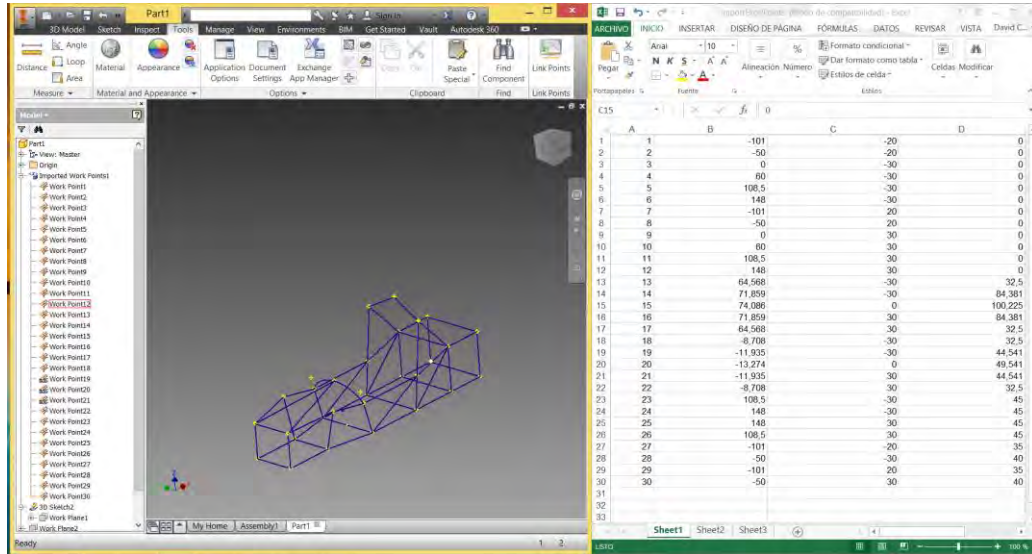 Part1
Sign In
3D Model Sketch Inspect Tools Manage View Environments BIM Get Started Vault Autodesk 360
Distance
Angle
Loop
Area
Material
Appearance
Application Options
Document Settings
Exchange App Manager
Paste Special
Find Component
Link Points
Measure
Material and Appearance
Options
Clipboard
Find
Link Points
Model
Part1
View: Master
Origin
Imported Work Points1
Work Point1
Work Point2
Work Point3
Work Point4
Work Point5
Work Point6
Work Point7
Work Point8
Work Point9
Work Point10
Work Point11
Work Point12
Work Point13
Work Point14
Work Point15
Work Point16
Work Point17
Work Point18
Work Point19
Work Point20
Work Point21
Work Point22
Work Point23
Work Point24
Work Point25
Work Point26
Work Point27
Work Point28
Work Point29
Work Point30
3D Sketch2
Work Plane1
Work Plane2
My Home Assembly1 Part1
Ready
1 2
ARCHIVO INICIO INSERTAR DISEÑO DE PÁGINA FÓRMULAS DATOS REVISAR VISTA David C...
Pegar
Arial 10
N K S
Alineación Número
Formato condicional
Dar formato como tabla
Estilos de celda
Celdas Modificar
Portapapeles Fuente Estilos
C15 fx 0
A B C D
1 1 -101 -20 0
2 2 -50 -20 0
3 3 0 -30 0
4 4 60 -30 0
5 5 108,5 -30 0
6 6 148 -30 0
7 7 -101 20 0
8 8 -50 20 0
9 9 0 30 0
10 10 60 30 0
11 11 108,5 30 0
12 12 148 30 0
13 13 64,568 -30 32,5
14 14 71,859 -30 84,381
15 15 74,086 0 100,225
16 16 71,859 30 84,381
17 17 64,568 30 32,5
18 18 -8,708 -30 32,5
19 19 -11,935 -30 44,541
20 20 -13,274 0 49,541
21 21 -11,935 30 44,541
22 22 -8,708 30 32,5
23 23 108,5 -30 45
24 24 148 -30 45
25 25 148 30 45
26 26 108,5 30 45
27 27 -101 -20 35
28 28 -50 -30 40
29 29 -101 20 35
30 30 -50 30 40
31
32
33
Sheet1 Sheet2 Sheet3
LISTO
100 %